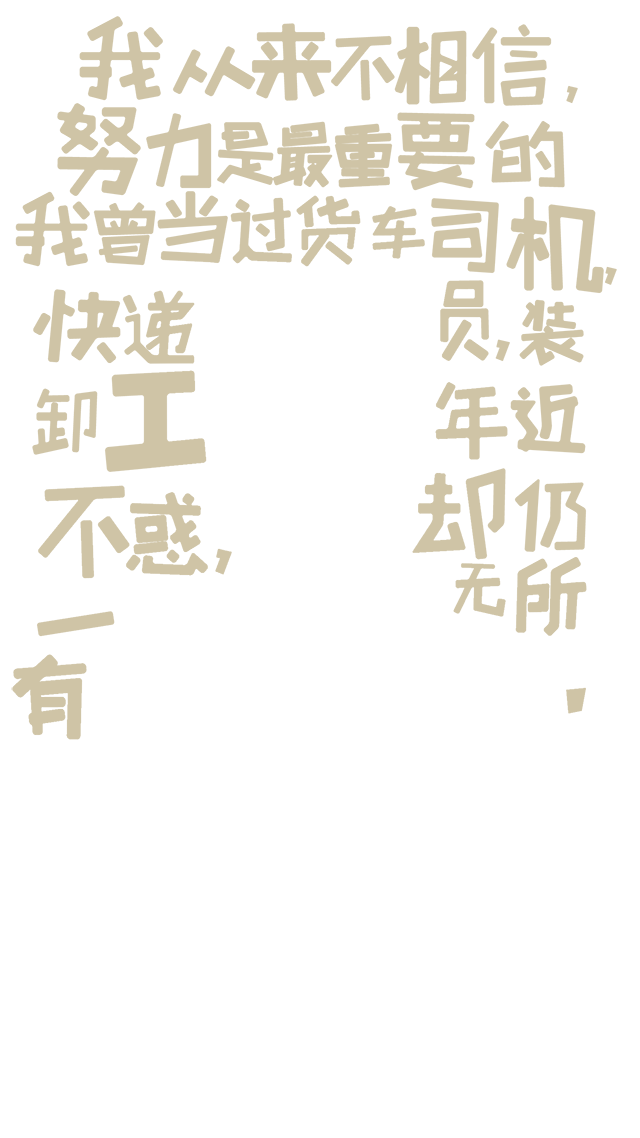 我从来不相信，
努力是最重要的
我曾当过货车司机，
快递员，装
卸工 年近
不惑，却仍
一无所
有，